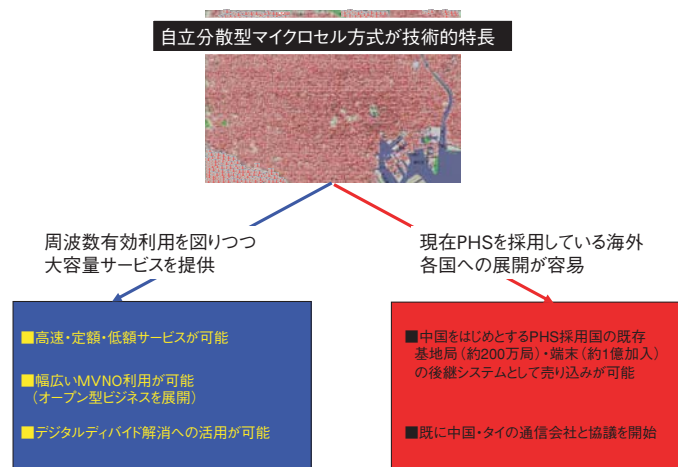 自立分散型マイクロセル方式が技術的特長
周波数有効利用を図りつつ
大容量サービスを提供
現在PHSを採用している海外
各国への展開が容易
■高速・定額・低額サービスが可能
■幅広いMVNO利用が可能
(オープン型ビジネスを展開)
■デジタルディバイド解消への活用が可能
■中国をはじめとするPHS採用国の既存
基地局(約200万局)・端末(約1億加入)
の後継システムとして売り込みが可能
■既に中国・タイの通信会社と協議を開始